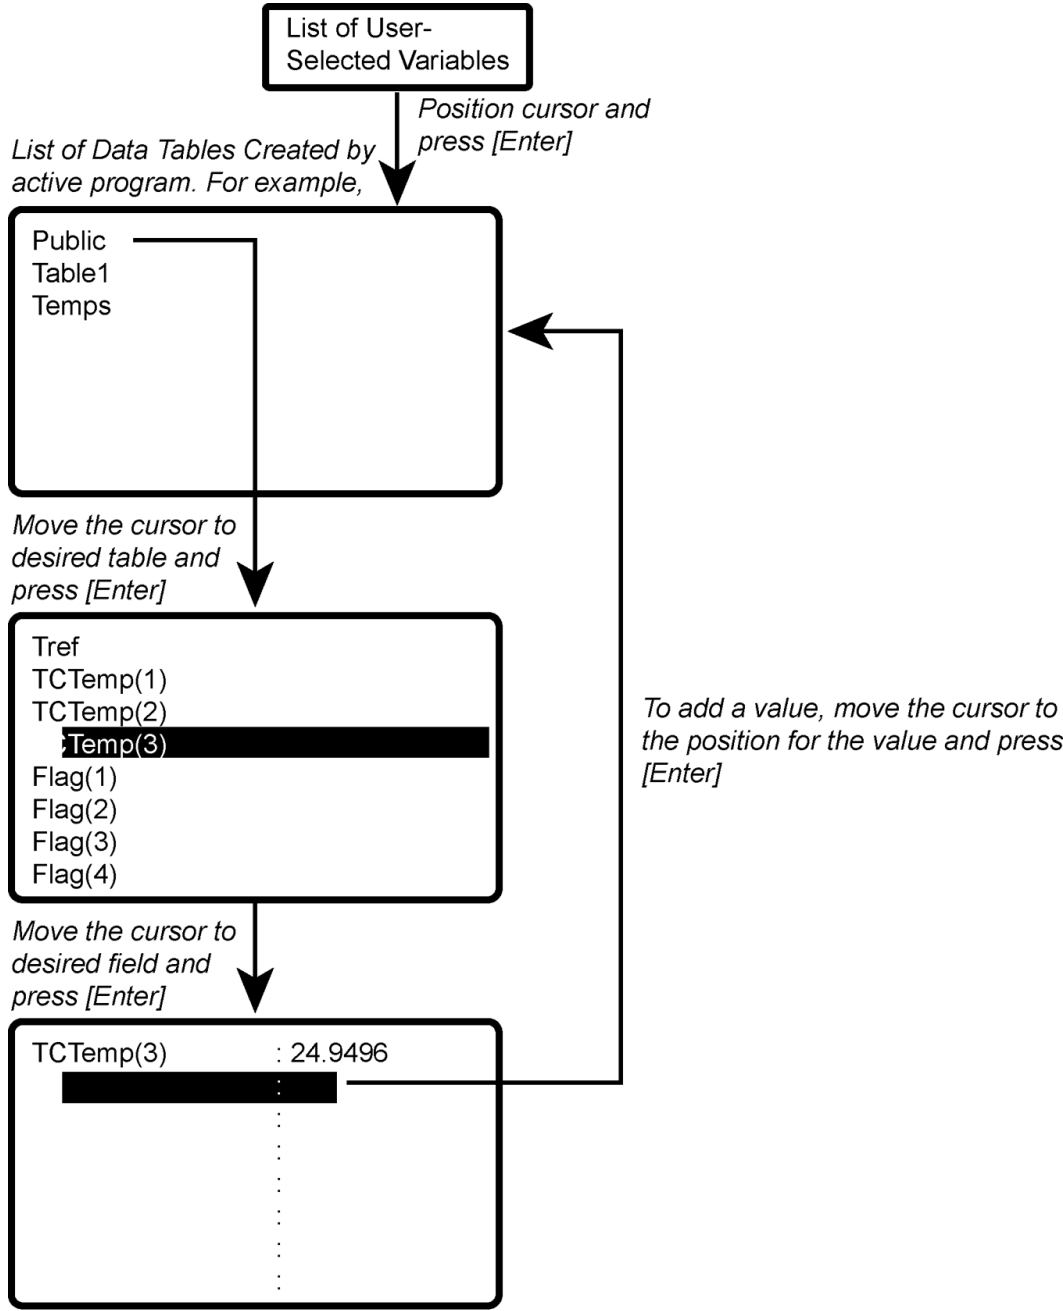 List of User-
Selected Variables
Position cursor and
press [Enter]
List of Data Tables Created by
active program. For example,
Public
Table1
Temps
Move the cursor to
desired table and
press [Enter]
Tref
TCTemp(1)
TCTemp(2)
CTemp(3)
Flag(1)
Flag(2)
Flag(3)
Flag(4)
To add a value, move the cursor to
the position for the value and press
[Enter]
Move the cursor to
desired field and
press [Enter]
TCTemp(3) : 24.9496
:
:
:
:
:
:
: